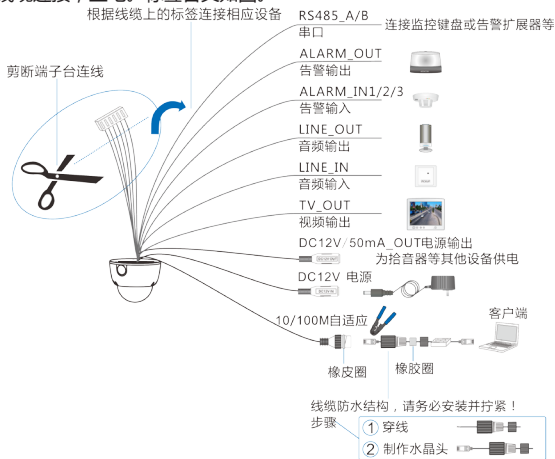 根据线缆上的标签连接相应设备
剪断端子台连线
RS485_A/B
串口
连接监控键盘或告警扩展器等
ALARM_OUT
告警输出
ALARM_IN1/2/3
告警输入
LINE_OUT
音频输出
LINE_IN
音频输入
TV_OUT
视频输出
DC12V/50mA_OUT电源输出
为拾音器等其他设备供电
DC12V 电源
10/100M自适应
客户端
橡皮圈
橡胶圈
线缆防水结构，请务必安装并拧紧！
步骤
① 穿线
② 制作水晶头